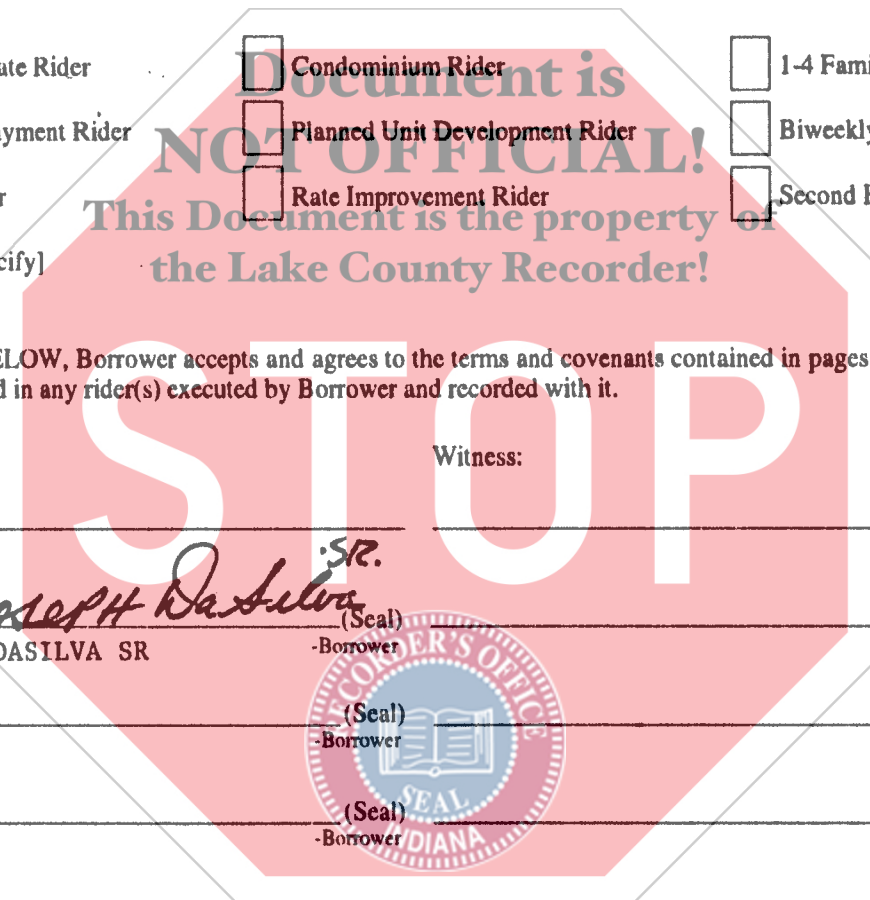 ate Rider Condominium Rider 1-4 Fami
Document is
yment Rider Planned Unit Development Rider Biweekly
NOT OFFICIAL!
r Rate Improvement Rider Second
This Document is the property of
cify] the Lake County Recorder!
STOP
ELOW, Borrower accepts and agrees to the terms and covenants contained in pages
d in any rider(s) executed by Borrower and recorded with it.
Witness:
SR.
oseph DaSilva
(Seal)
DASILVA SR -Borrower
(Seal)
-Borrower
(Seal)
-Borrower
RECORDER'S OFFICE
SEAL
INDIANA